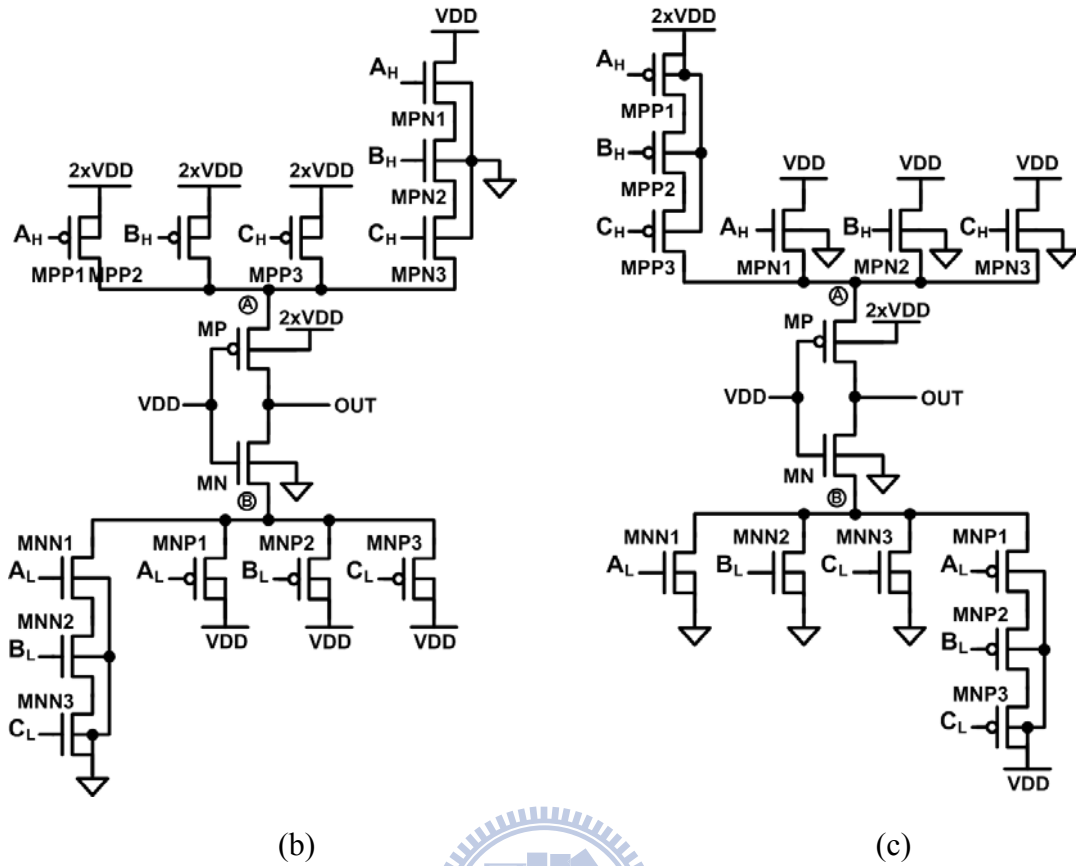 VDD
A_H
MPN1
B_H
MPN2
C_H
MPN3
2xVDD
2xVDD
2xVDD
A_H
B_H
C_H
MPP1 MPP2
MPP3
A
MP
2xVDD
VDD
OUT
MN
B
MNN1
A_L
MNN2
B_L
MNN3
C_L
MNP1
A_L
MNP2
B_L
MNP3
C_L
VDD
VDD
VDD
(b)
2xVDD
A_H
MPP1
B_H
MPP2
C_H
MPP3
VDD
VDD
VDD
A_H
B_H
C_H
MPN1
MPN2
MPN3
A
MP
2xVDD
VDD
OUT
MN
B
MNN1
A_L
MNN2
B_L
MNN3
C_L
MNP1
A_L
MNP2
B_L
MNP3
C_L
VDD
(c)